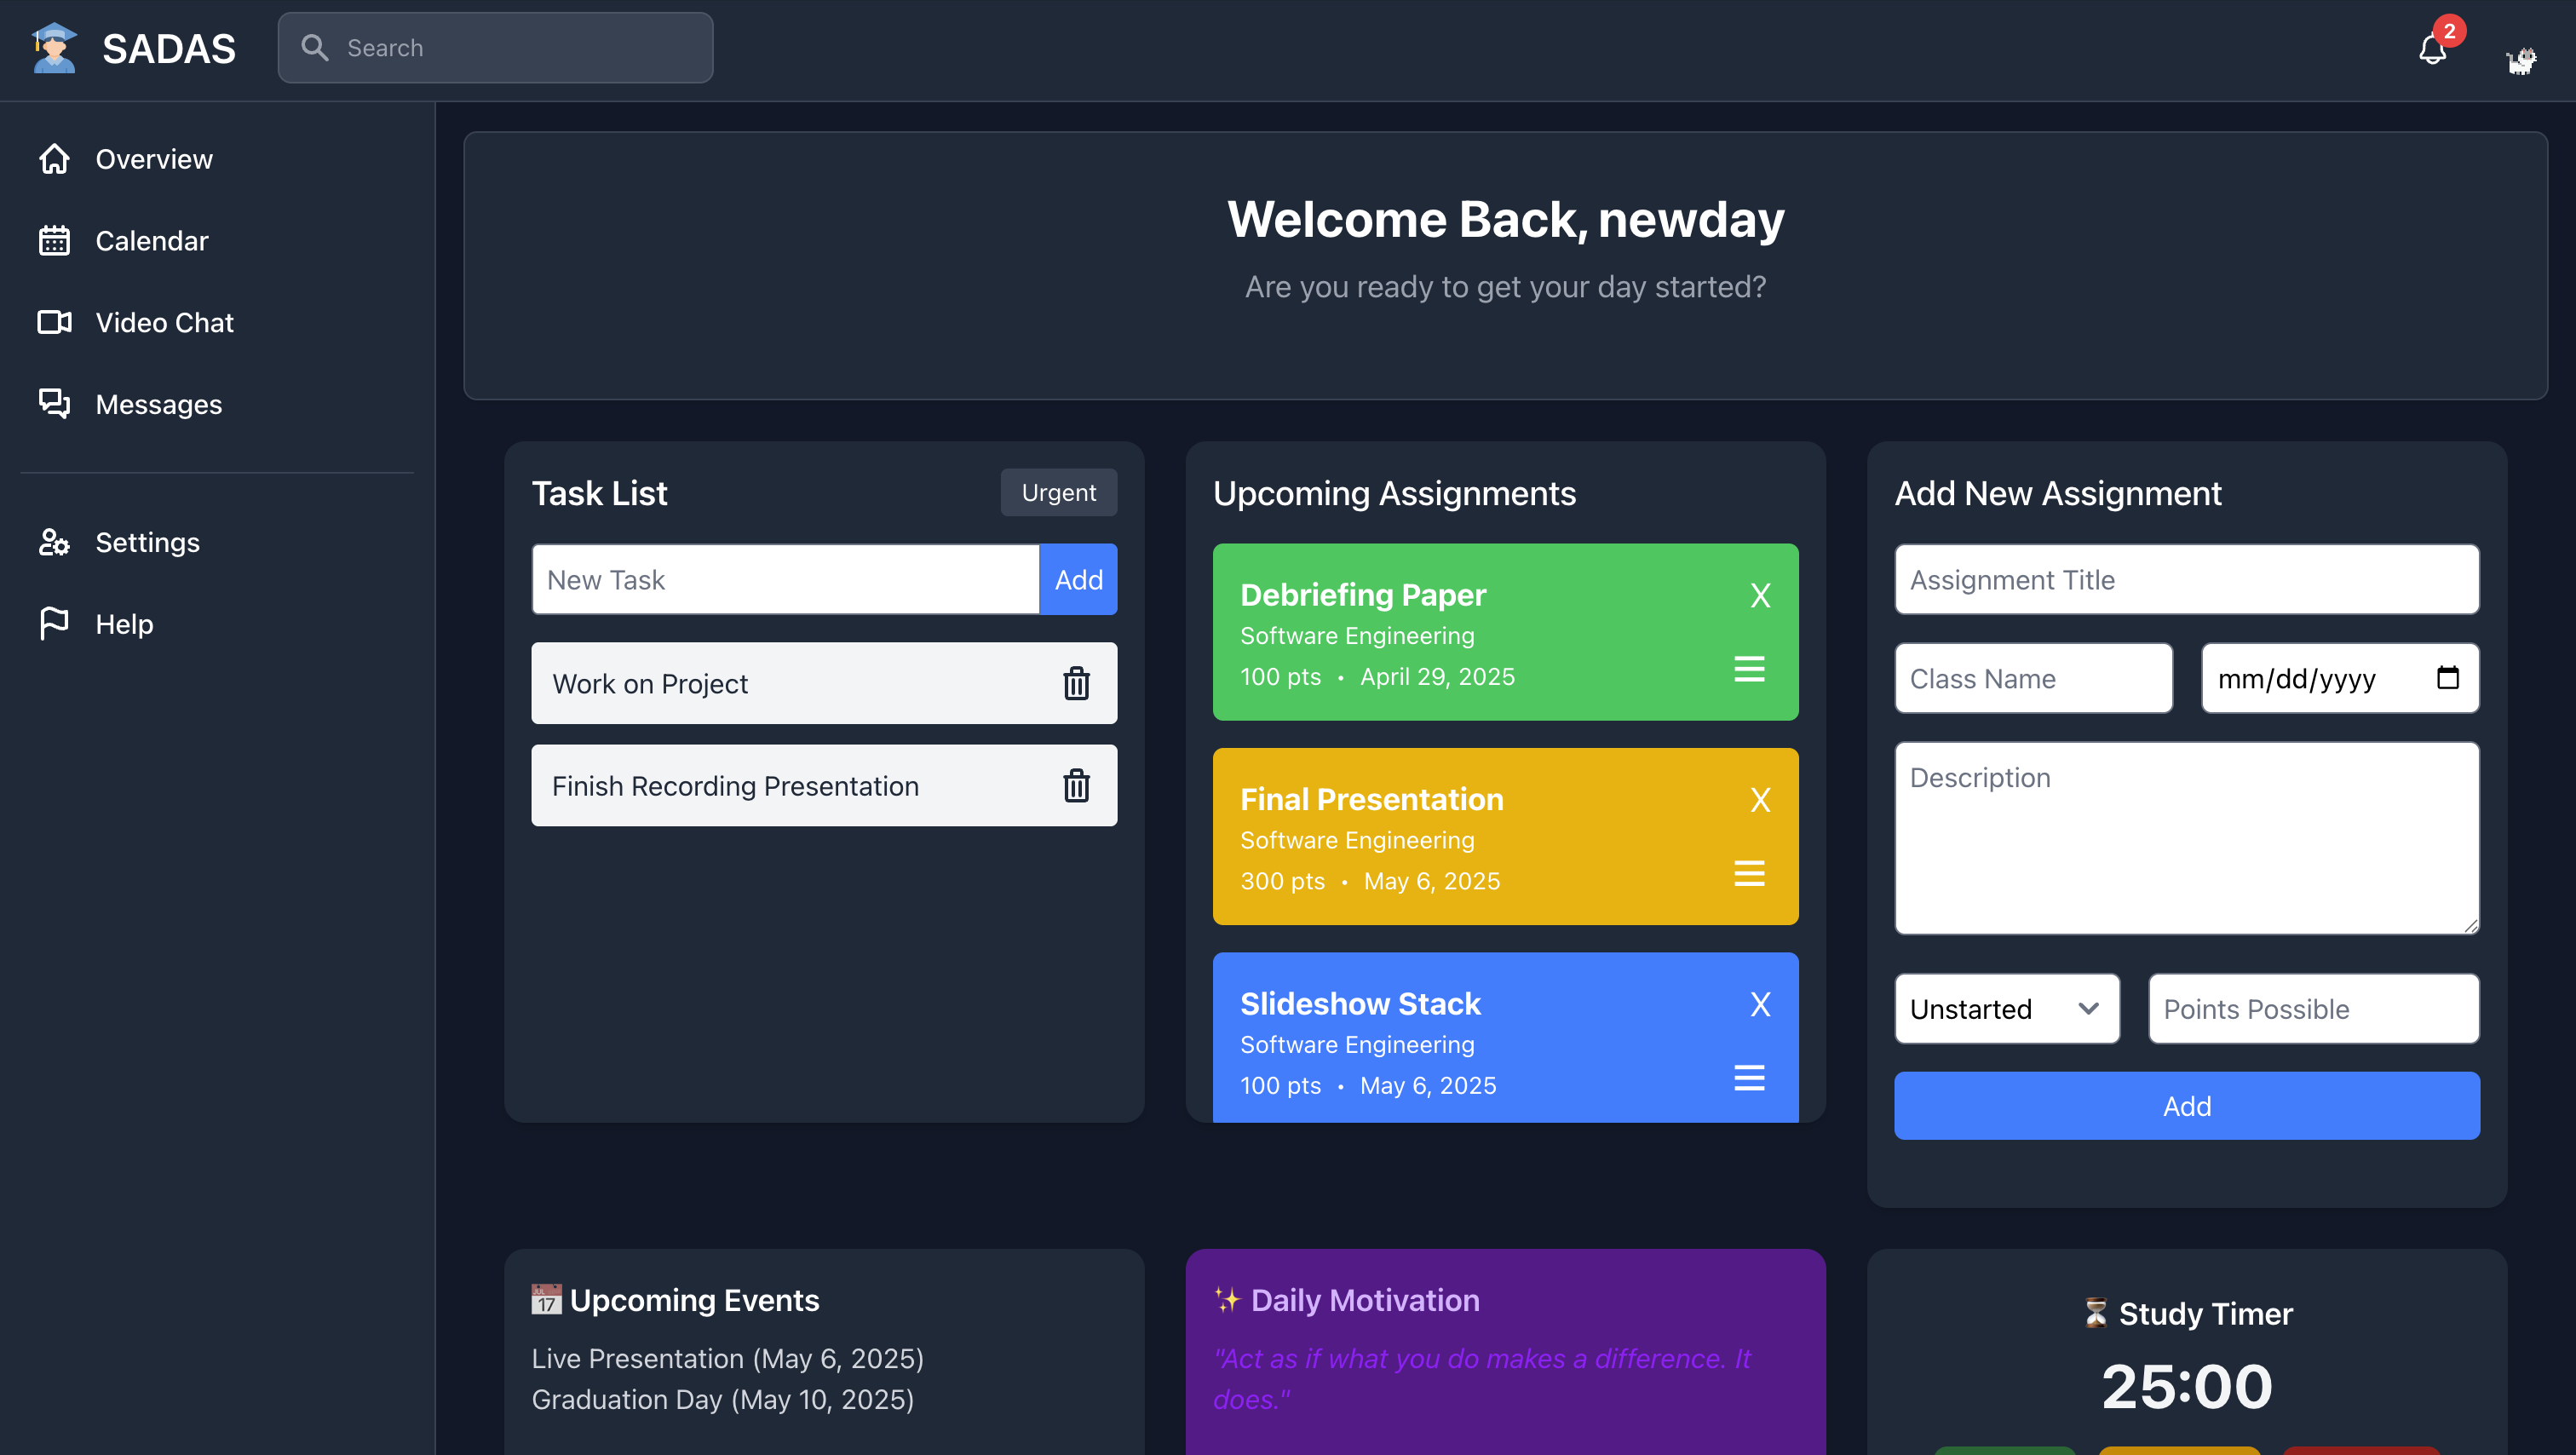 SADAS
Search
2
Overview
Calendar
Video Chat
Messages
Settings
Help
Welcome Back, newday
Are you ready to get your day started?
Task List
Urgent
New Task
Add
Work on Project
Finish Recording Presentation
Upcoming Assignments
Debriefing Paper
X
Software Engineering
100 pts • April 29, 2025
Final Presentation
X
Software Engineering
300 pts • May 6, 2025
Slideshow Stack
X
Software Engineering
100 pts • May 6, 2025
Add New Assignment
Assignment Title
Class Name
mm/dd/yyyy
Description
Unstarted
Points Possible
Add
JUL
17
Upcoming Events
Live Presentation (May 6, 2025)
Graduation Day (May 10, 2025)
✨ Daily Motivation
"Act as if what you do makes a difference. It
does."
⏳ Study Timer
25:00